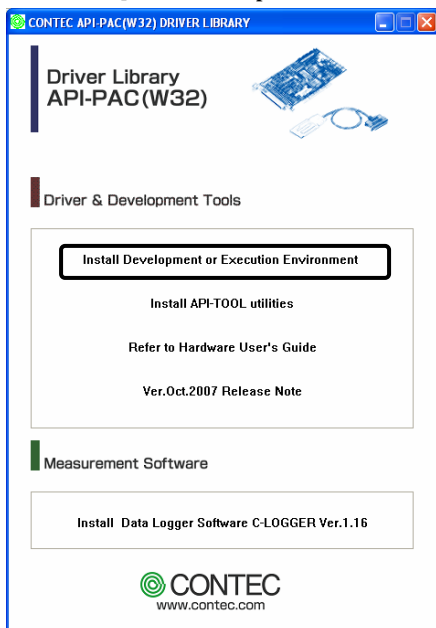 CONTEC API-PAC(W32) DRIVER LIBRARY
Driver Library
API-PAC(W32)
Driver & Development Tools
Install Development or Execution Environment
Install API-TOOL utilities
Refer to Hardware User's Guide
Ver.Oct.2007 Release Note
Measurement Software
Install Data Logger Software C-LOGGER Ver.1.16
CONTEC
www.contec.com